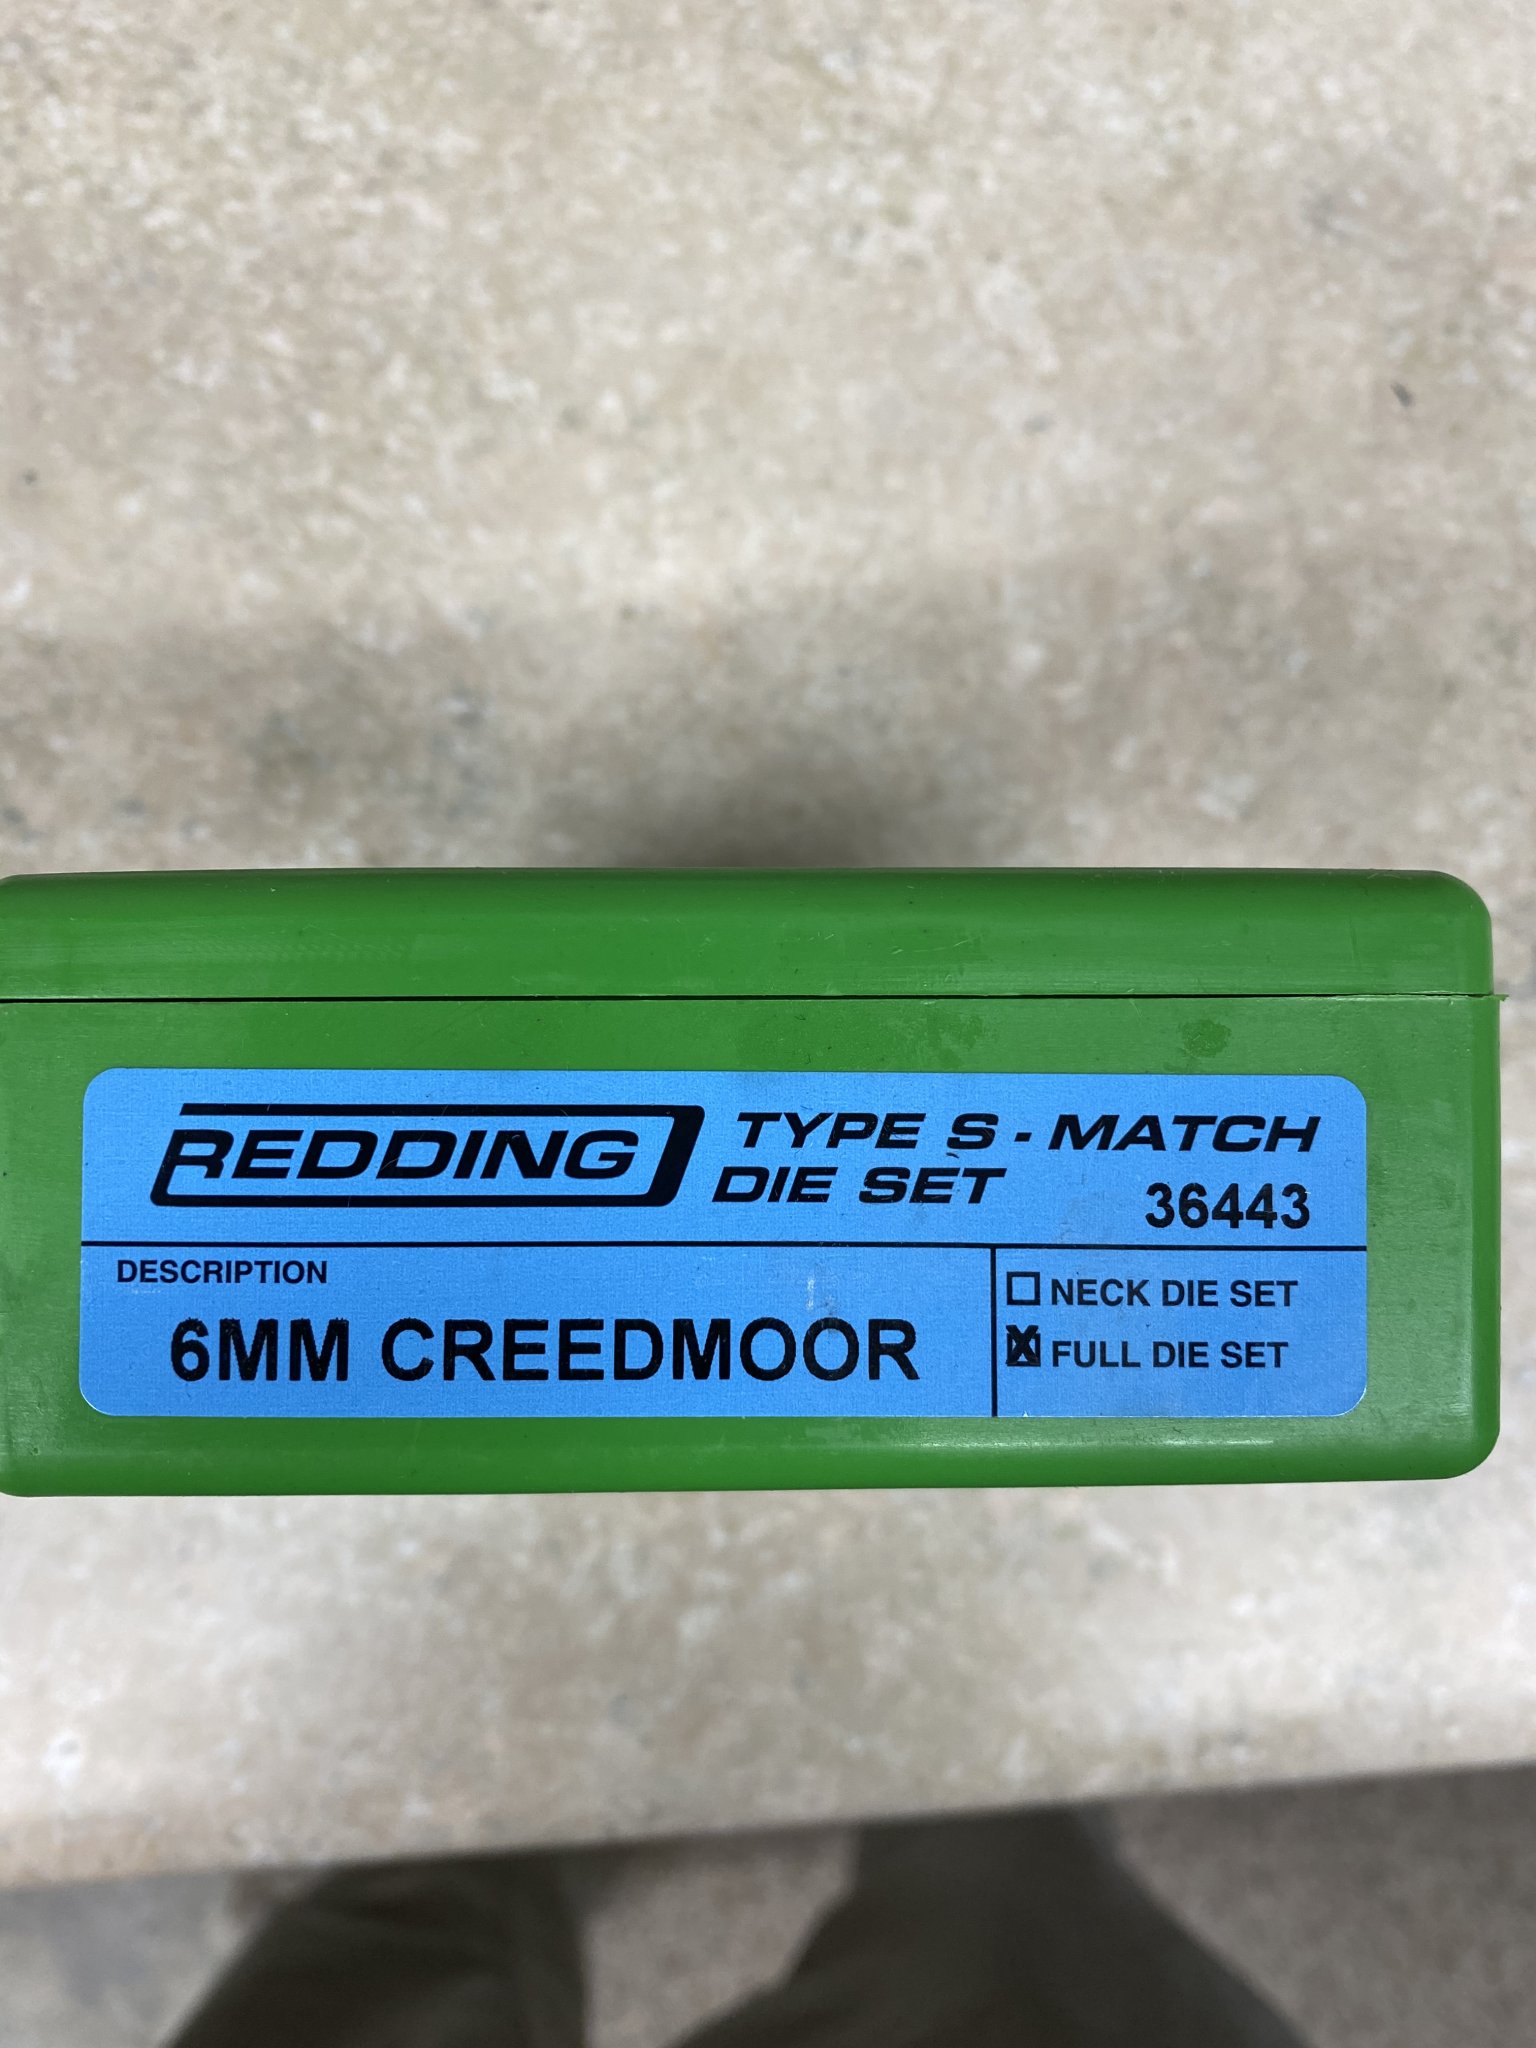 REDDING
TYPE S - MATCH
DIE SET
36443
DESCRIPTION
6MM CREEDMOOR
NECK DIE SET
FULL DIE SET